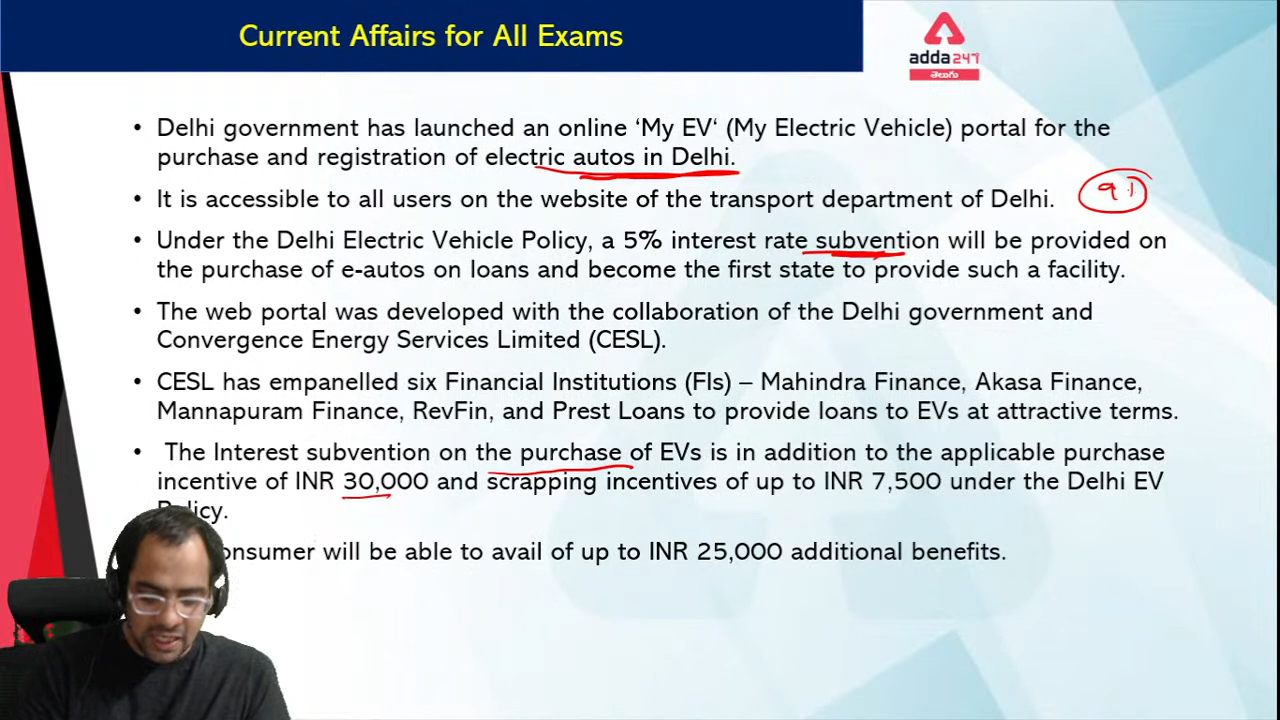 Current Affairs for All Exams
adda247
తెలుగు
• Delhi government has launched an online ‘My EV‘ (My Electric Vehicle) portal for the
purchase and registration of electric autos in Delhi.
• It is accessible to all users on the website of the transport department of Delhi.
9%
• Under the Delhi Electric Vehicle Policy, a 5% interest rate subvention will be provided on
the purchase of e-autos on loans and become the first state to provide such a facility.
• The web portal was developed with the collaboration of the Delhi government and
Convergence Energy Services Limited (CESL).
• CESL has empanelled six Financial Institutions (FIs) – Mahindra Finance, Akasa Finance,
Mannapuram Finance, RevFin, and Prest Loans to provide loans to EVs at attractive terms.
• The Interest subvention on the purchase of EVs is in addition to the applicable purchase
incentive of INR 30,000 and scrapping incentives of up to INR 7,500 under the Delhi EV
Policy.
onsumer will be able to avail of up to INR 25,000 additional benefits.